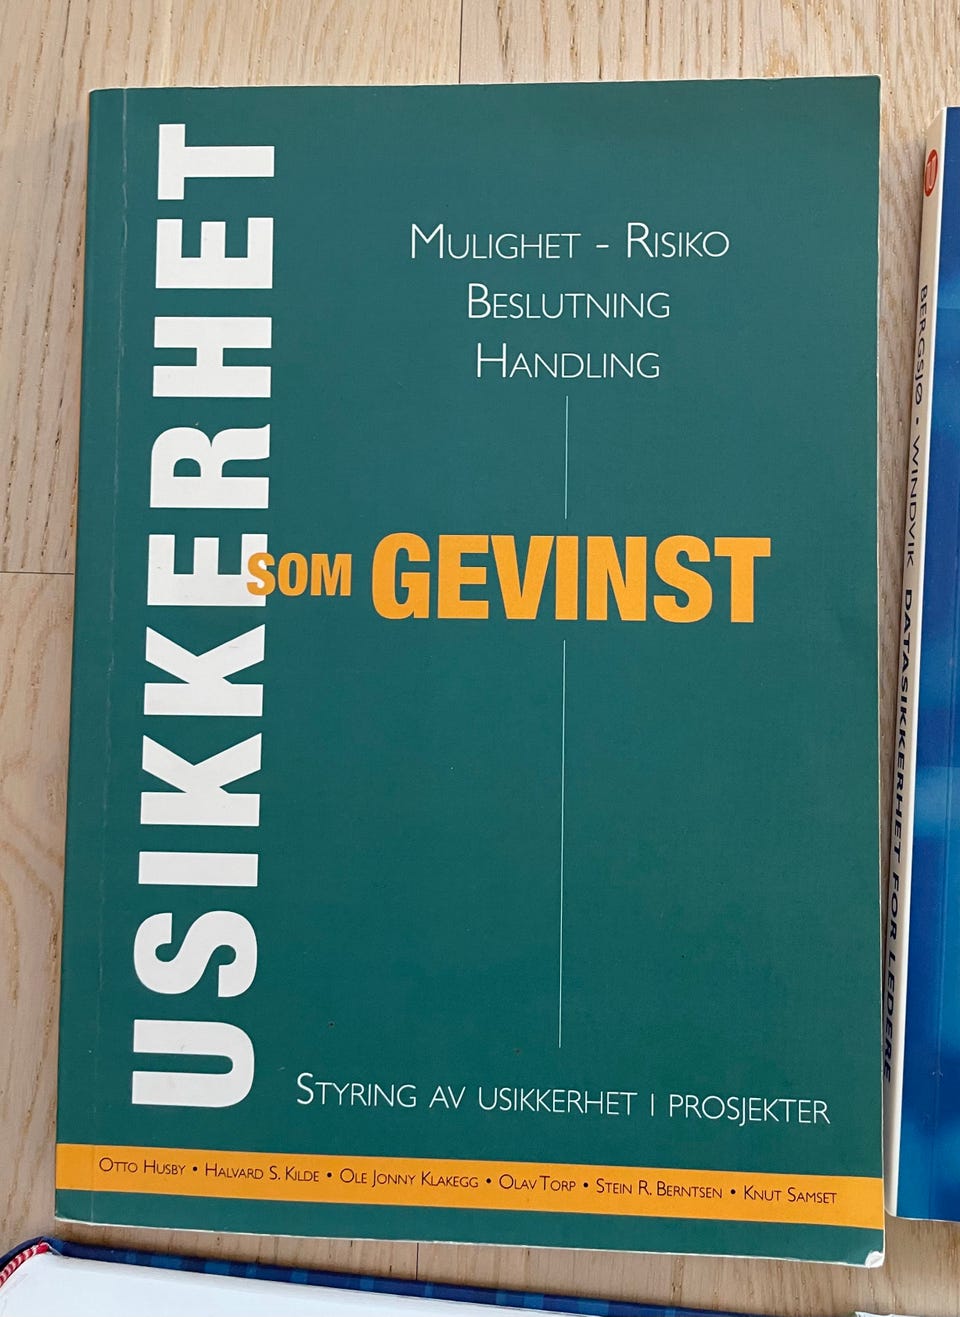 USIKKERHET
MULIGHET - RISIKO
BESLUTNING
HANDLING
SOM GEVINST
STYRING AV USIKKERHET I PROSJEKTER
OTTO HUSBY • HALVARD S. KILDE • OLE JONNY KLAKEGG • OLAV TORP • STEIN R. BERNTSEN • KNUT SAMSET
BERGSJØ • WINDVIK DATASIKKERHET FOR LEDERE